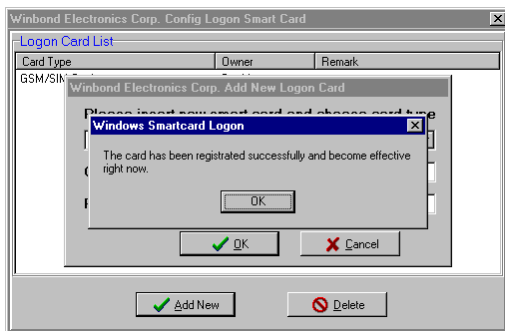 Winbond Electronics Corp. Config Logon Smart Card
Logon Card List
Card Type Owner Remark
GSM/SIM
Winbond Electronics Corp. Add New Logon Card
Please insert new smart card and choose card type
Windows Smartcard Logon
The card has been registrated successfully and become effective
right now.
OK
OK Cancel
Add New Delete